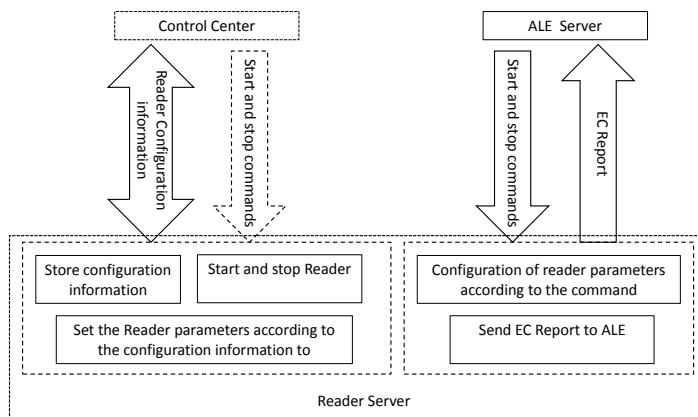 Control Center
ALE Server
Reader Configuration
information
Start and stop commands
Start and stop commands
EC Report
Store configuration
information
Start and stop Reader
Set the Reader parameters according to
the configuration information to
Configuration of reader parameters
according to the command
Send EC Report to ALE
Reader Server